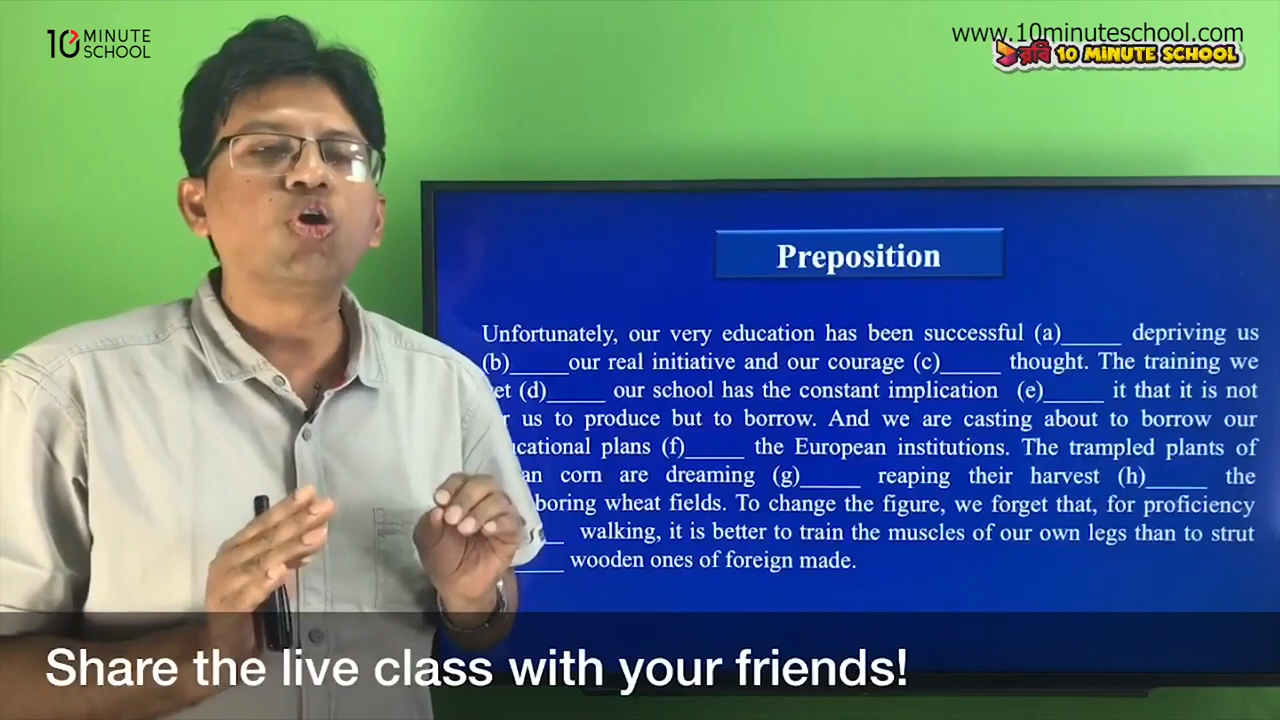 10 MINUTE SCHOOL
www.10minuteschool.com
রবি 10 MiNUTE SCHOOL
Preposition
Unfortunately, our very education has been successful (a)_____ depriving us
(b)_____our real initiative and our courage (c)_____ thought. The training we
(d)_____ our school has the constant implication (e)_____ it that it is not
us to produce but to borrow. And we are casting about to borrow our
plans (f)_____ the European institutions. The trampled plants of
corn are dreaming (g)_____ reaping their harvest (h)_____ the
wheat fields. To change the figure, we forget that, for proficiency
walking, it is better to train the muscles of our own legs than to strut
wooden ones of foreign made.
Share the live class with your friends!